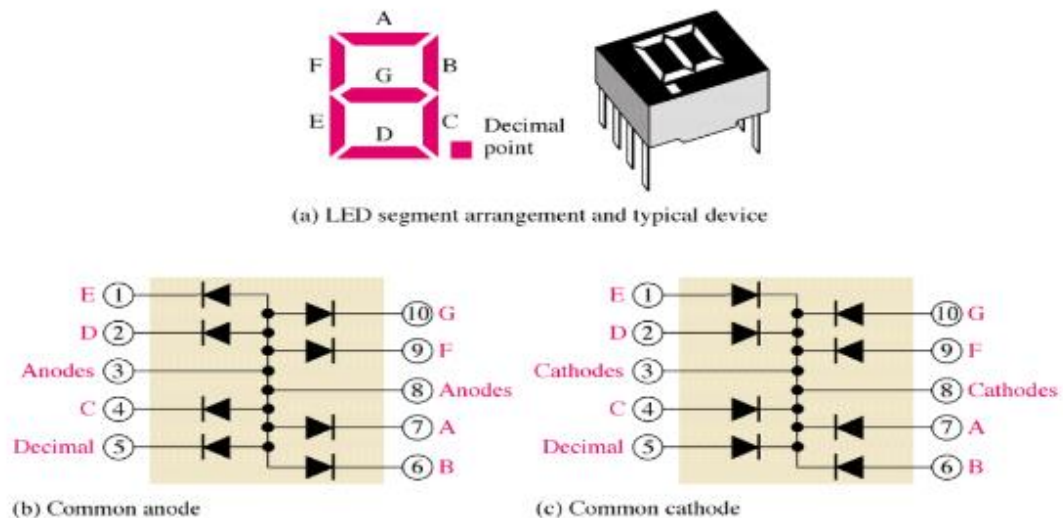 A
F B
G
E C
D
Decimal
point
(a) LED segment arrangement and typical device
E 1
10 G
D 2
9 F
Anodes 3
8 Anodes
C 4
7 A
Decimal 5
6 B
(b) Common anode
E 1
10 G
D 2
9 F
Cathodes 3
8 Cathodes
C 4
7 A
Decimal 5
6 B
(c) Common cathode